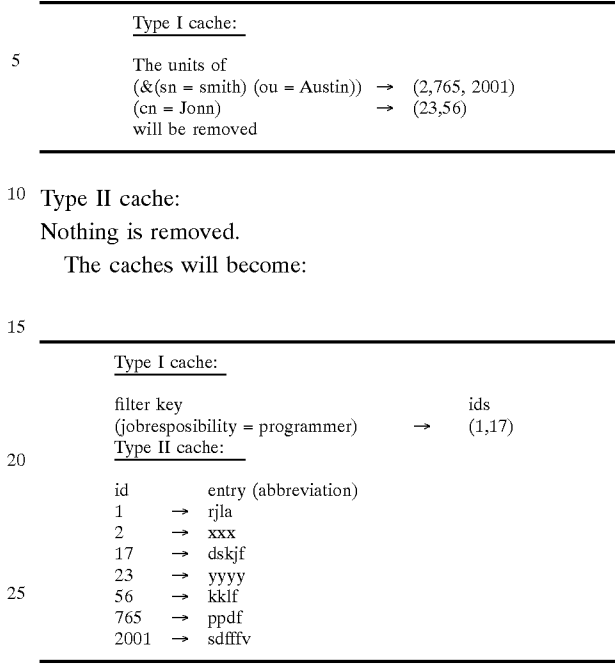 Type I cache:
5
The units of
(&(sn = smith) (ou = Austin)) → (2,765, 2001)
(cn = Jonn) → (23,56)
will be removed
10 Type II cache:
Nothing is removed.
The caches will become:
15
Type I cache:
filter key ids
(jobresposibility = programmer) → (1,17)
Type II cache:
20
id entry (abbreviation)
1 → rjla
2 → xxx
17 → dskjf
23 → yyyy
25
56 → kklf
765 → ppdf
2001 → sdfffv